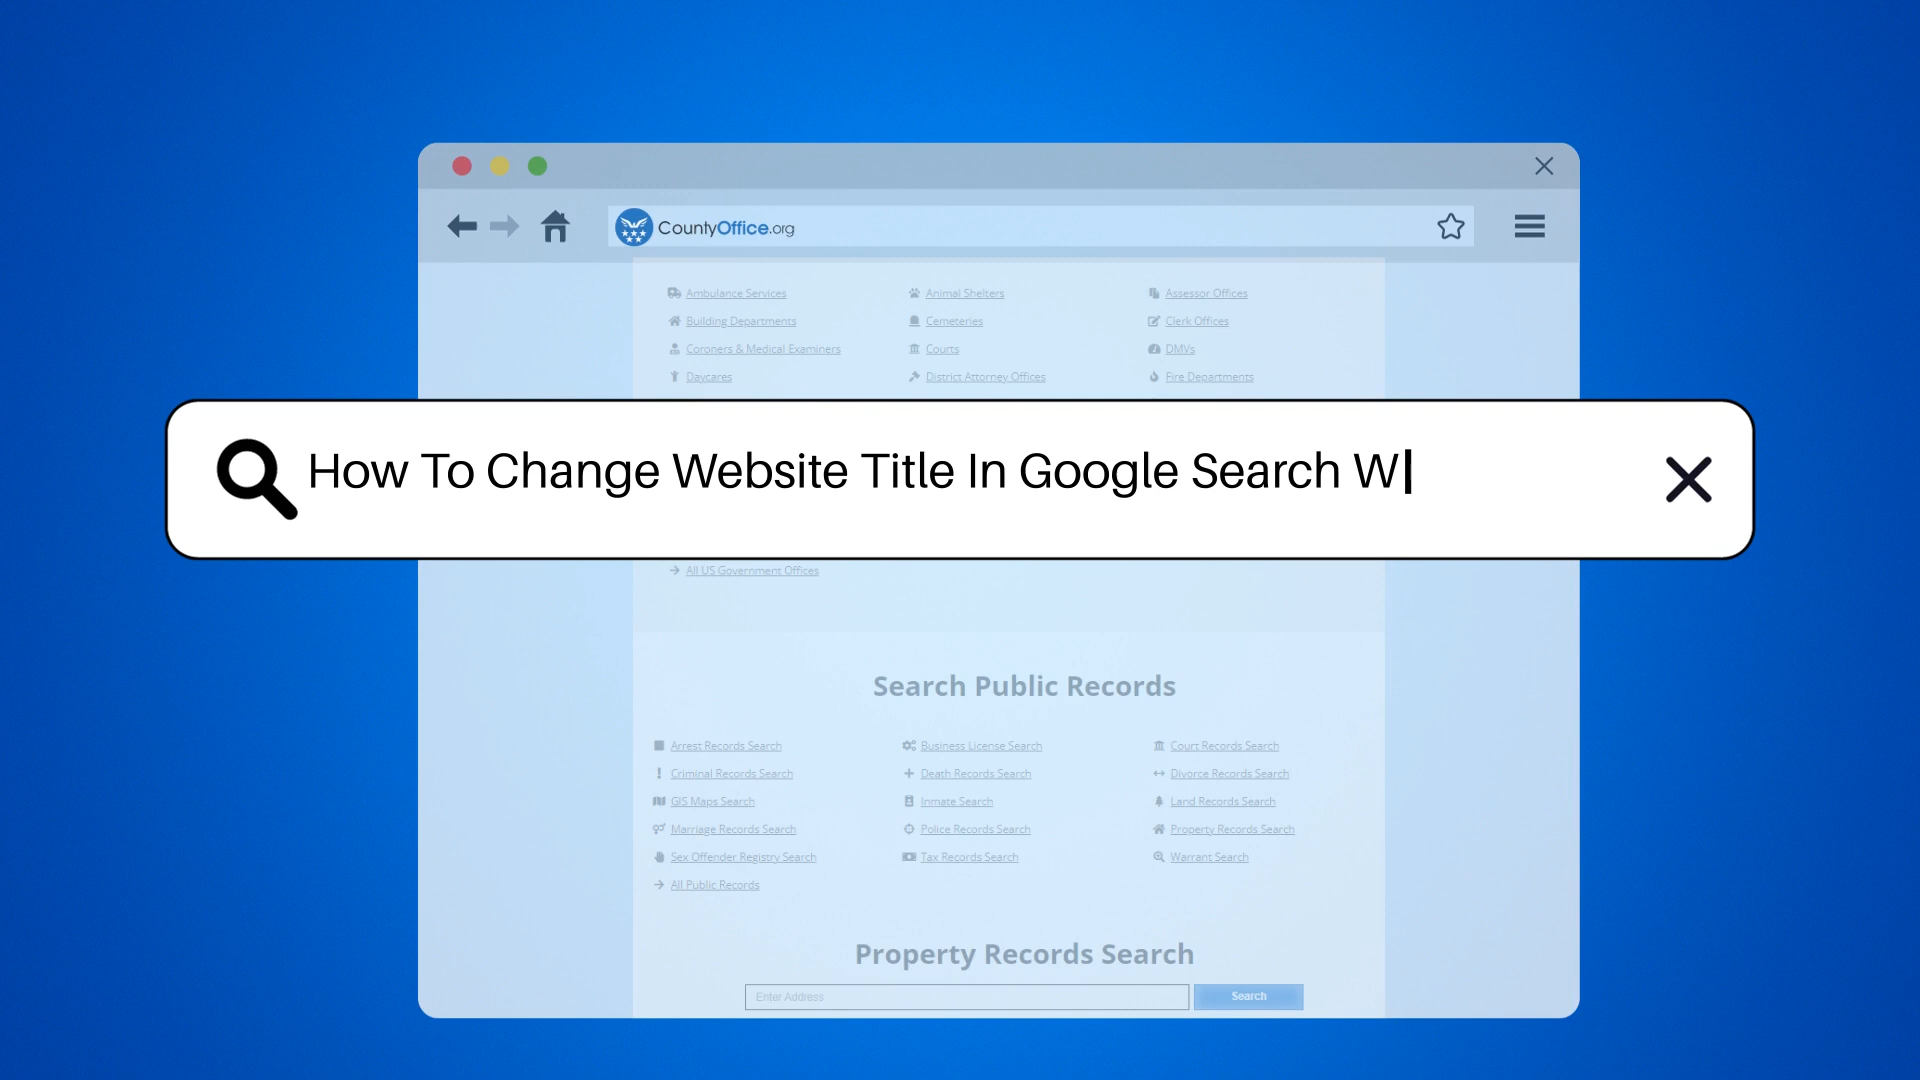 CountyOffice.org
Ambulance Services Animal Shelters Assessor Offices
Building Departments Cemeteries Clerk Offices
Coroners & Medical Examiners Courts DMVs
Daycares District Attorney Offices Fire Departments
How To Change Website Title In Google Search W
All US Government Offices
Search Public Records
Arrest Records Search Business License Search Court Records Search
Criminal Records Search Death Records Search Divorce Records Search
GIS Maps Search Inmate Search Land Records Search
Marriage Records Search Police Records Search Property Records Search
Sex Offender Registry Search Tax Records Search Warrant Search
All Public Records
Property Records Search
Enter Address Search